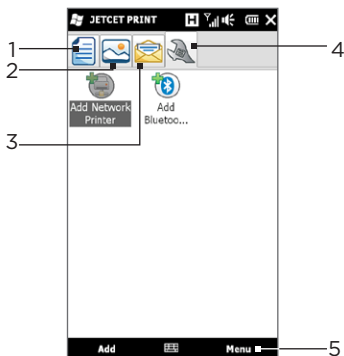 JETCET PRINT H
1
2
3
4
Add Network
Printer
Add
Bluetoo...
Add
Menu
5